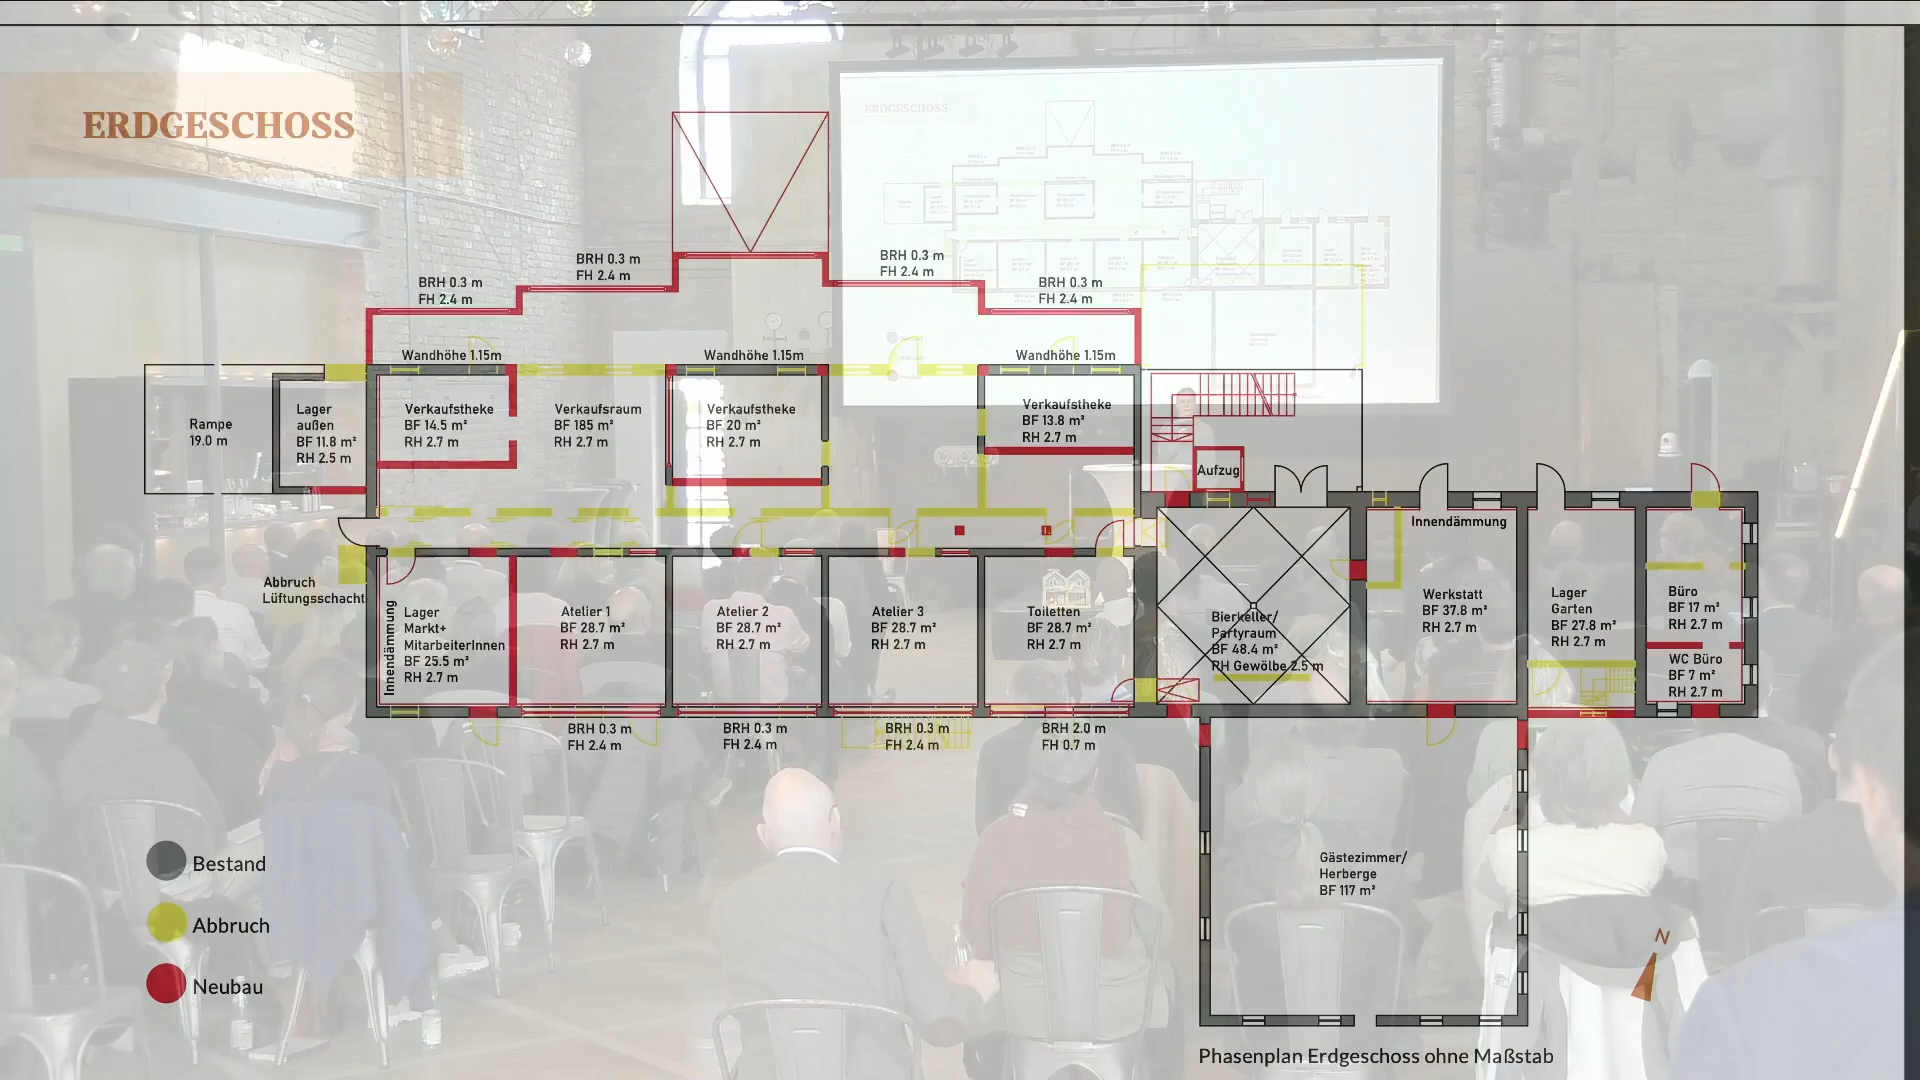 ERDGESCHOSS
BRH 0.3 m
FH 2.4 m
BRH 0.3 m
FH 2.4 m
BRH 0.3 m
FH 2.4 m
BRH 0.3 m
FH 2.4 m
Wandhöhe 1.15m
Wandhöhe 1.15m
Wandhöhe 1.15m
Rampe
19.0 m
Lager
außen
BF 11.8 m²
RH 2.5 m
Verkaufstheke
BF 14.5 m²
RH 2.7 m
Verkaufsraum
BF 185 m²
RH 2.7 m
Verkaufstheke
BF 20 m²
RH 2.7 m
Verkaufstheke
BF 13.8 m²
RH 2.7 m
Aufzug
Innendämmung
Abbruch
Lüftungsschacht
Innendämmung
Lager
Markt+
MitarbeiterInnen
BF 25.5 m²
RH 2.7 m
Atelier 1
BF 28.7 m²
RH 2.7 m
Atelier 2
BF 28.7 m²
RH 2.7 m
Atelier 3
BF 28.7 m²
RH 2.7 m
Toiletten
BF 28.7 m²
RH 2.7 m
Bierkeller/
Partyraum
BF 48.4 m²
RH Gewölbe 2.5 m
Werkstatt
BF 37.8 m²
RH 2.7 m
Lager
Garten
BF 27.8 m²
RH 2.7 m
Büro
BF 17 m²
RH 2.7 m
WC Büro
BF 7 m²
RH 2.7 m
BRH 0.3 m
FH 2.4 m
BRH 0.3 m
FH 2.4 m
BRH 0.3 m
FH 2.4 m
BRH 2.0 m
FH 0.7 m
Gästezimmer/
Herberge
BF 117 m²
Bestand
Abbruch
Neubau
N
Phasenplan Erdgeschoss ohne Maßstab
ERDGESCHOSS